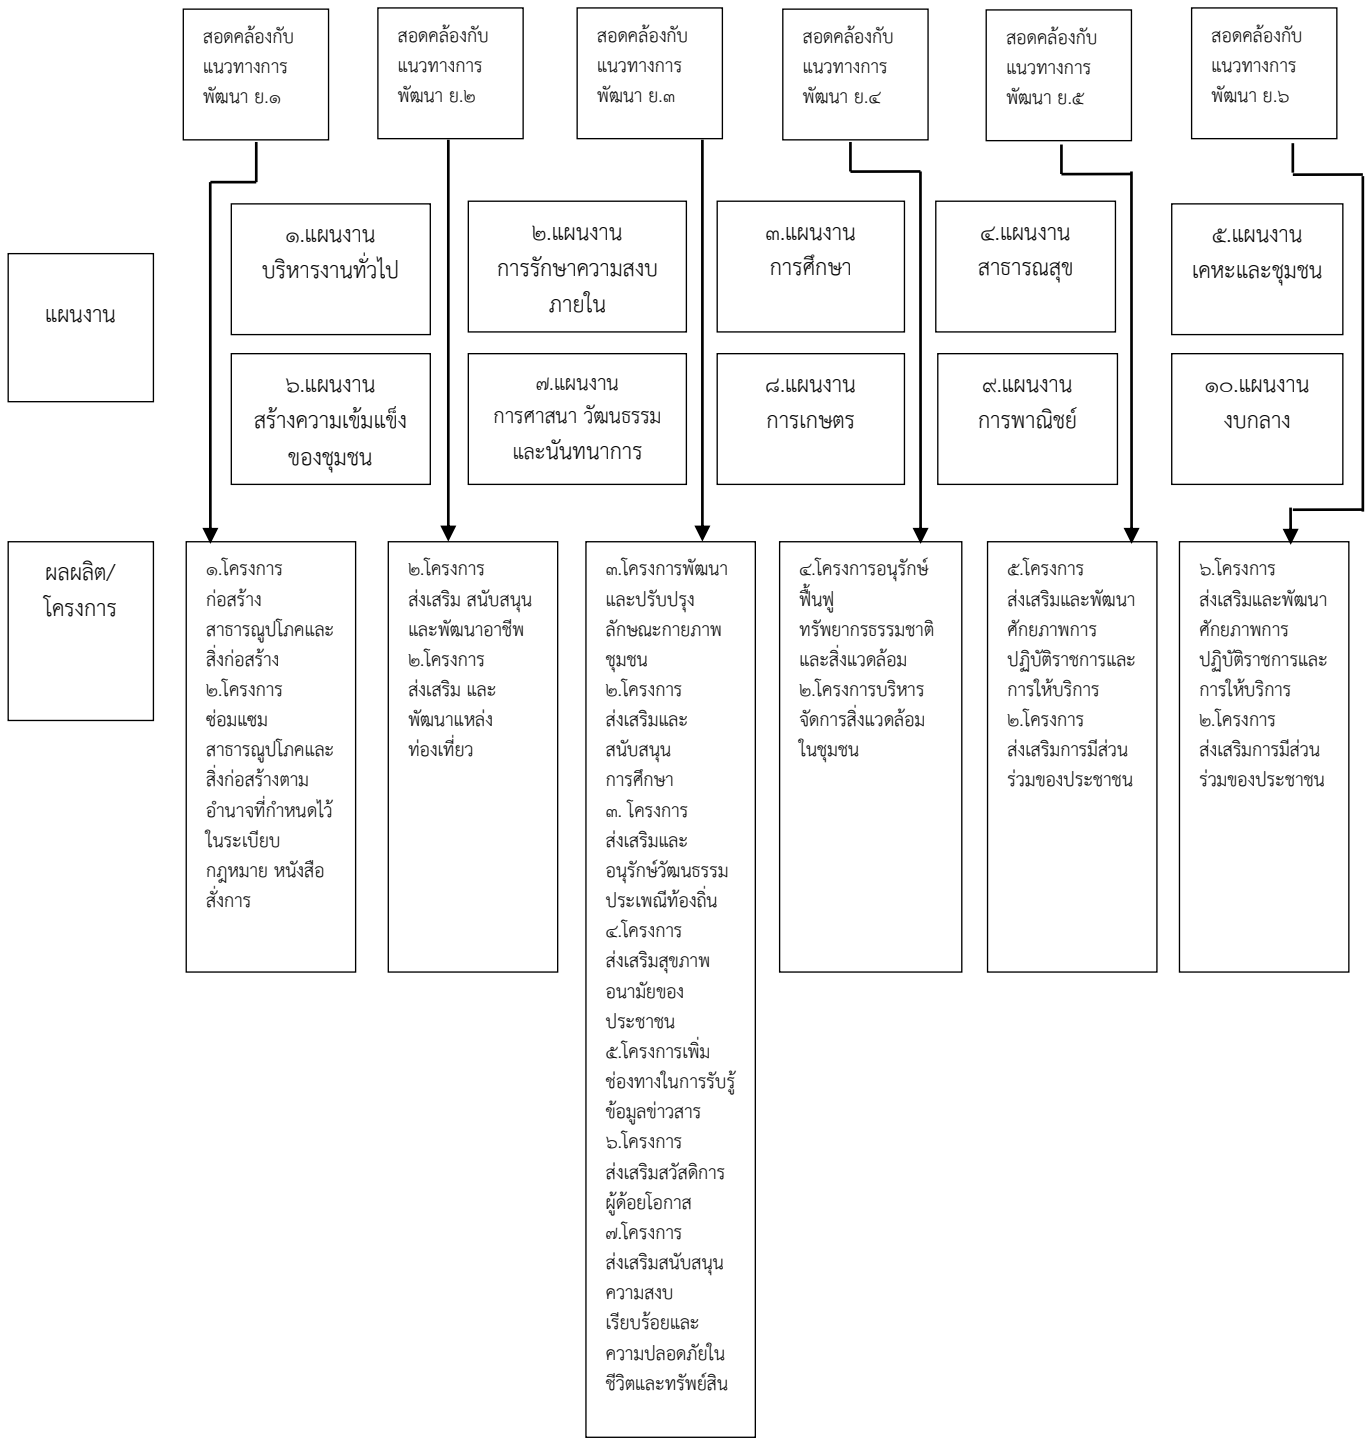 สอดคล้องกับ
แนวทางการ
พัฒนา ย.๑
สอดคล้องกับ
แนวทางการ
พัฒนา ย.๒
สอดคล้องกับ
แนวทางการ
พัฒนา ย.๓
สอดคล้องกับ
แนวทางการ
พัฒนา ย.๔
สอดคล้องกับ
แนวทางการ
พัฒนา ย.๕
สอดคล้องกับ
แนวทางการ
พัฒนา ย.๖
แผนงาน
๑.แผนงาน
บริหารงานทั่วไป
๒.แผนงาน
การรักษาความสงบ
ภายใน
๓.แผนงาน
การศึกษา
๔.แผนงาน
สาธารณสุข
๕.แผนงาน
เคหะและชุมชน
๖.แผนงาน
สร้างความเข้มแข็ง
ของชุมชน
๗.แผนงาน
การศาสนา วัฒนธรรม
และนันทนาการ
๘.แผนงาน
การเกษตร
๙.แผนงาน
การพาณิชย์
๑๐.แผนงาน
งบกลาง
ผลผลิต/
โครงการ
๑.โครงการ
ก่อสร้าง
สาธารณูปโภคและ
สิ่งก่อสร้าง
๒.โครงการ
ซ่อมแซม
สาธารณูปโภคและ
สิ่งก่อสร้างตาม
อำนาจที่กำหนดไว้
ในระเบียบ
กฎหมาย หนังสือ
สั่งการ
๒.โครงการ
ส่งเสริม สนับสนุน
และพัฒนาอาชีพ
๒.โครงการ
ส่งเสริม และ
พัฒนาแหล่ง
ท่องเที่ยว
๓.โครงการพัฒนา
และปรับปรุง
ลักษณะกายภาพ
ชุมชน
๒.โครงการ
ส่งเสริมและ
สนับสนุน
การศึกษา
๓. โครงการ
ส่งเสริมและ
อนุรักษ์วัฒนธรรม
ประเพณีท้องถิ่น
๔.โครงการ
ส่งเสริมสุขภาพ
อนามัยของ
ประชาชน
๕.โครงการเพิ่ม
ช่องทางในการรับรู้
ข้อมูลข่าวสาร
๖.โครงการ
ส่งเสริมสวัสดิการ
ผู้ด้อยโอกาส
๗.โครงการ
ส่งเสริมสนับสนุน
ความสงบ
เรียบร้อยและ
ความปลอดภัยใน
ชีวิตและทรัพย์สิน
๔.โครงการอนุรักษ์
ฟื้นฟู
ทรัพยากรธรรมชาติ
และสิ่งแวดล้อม
๒.โครงการบริหาร
จัดการสิ่งแวดล้อม
ในชุมชน
๕.โครงการ
ส่งเสริมและพัฒนา
ศักยภาพการ
ปฏิบัติราชการและ
การให้บริการ
๒.โครงการ
ส่งเสริมการมีส่วน
ร่วมของประชาชน
๖.โครงการ
ส่งเสริมและพัฒนา
ศักยภาพการ
ปฏิบัติราชการและ
การให้บริการ
๒.โครงการ
ส่งเสริมการมีส่วน
ร่วมของประชาชน